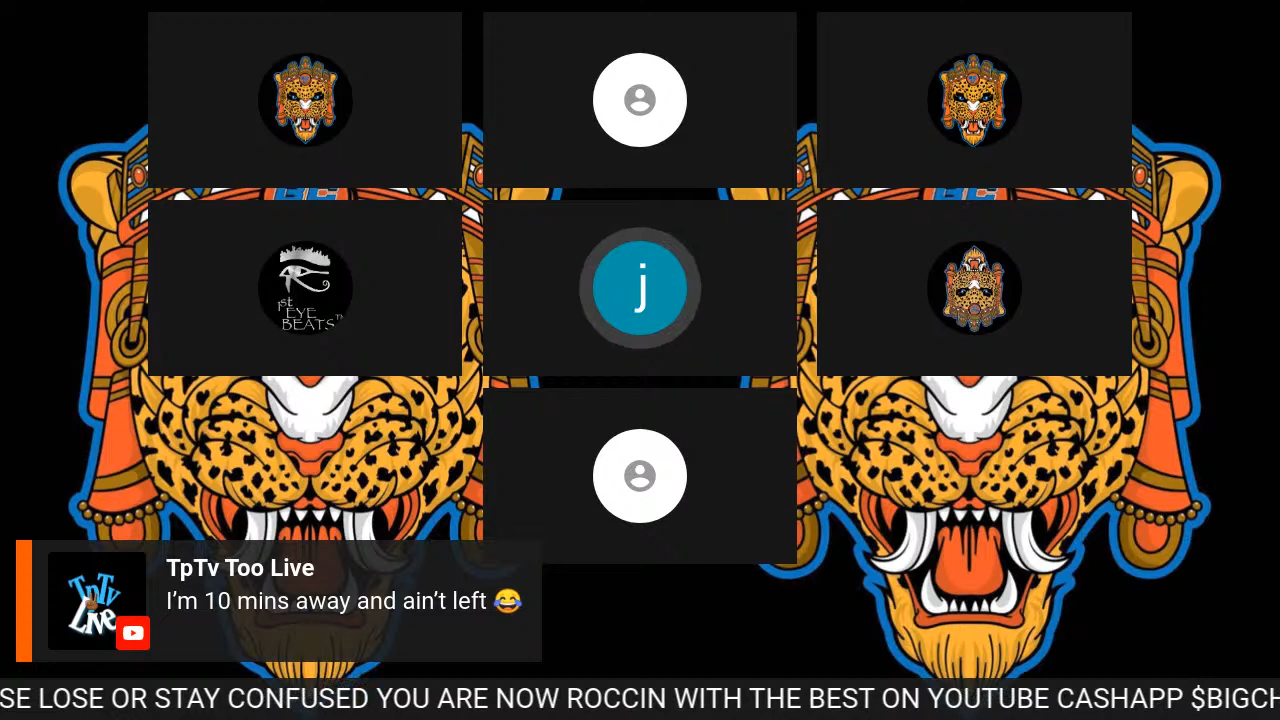 1st
EYE
BEATS
j
TpTv
Live
TpTv Too Live
I’m 10 mins away and ain’t left 😂
SE LOSE OR STAY CONFUSED YOU ARE NOW ROCCIN WITH THE BEST ON YOUTUBE CASHAPP $BIGCH